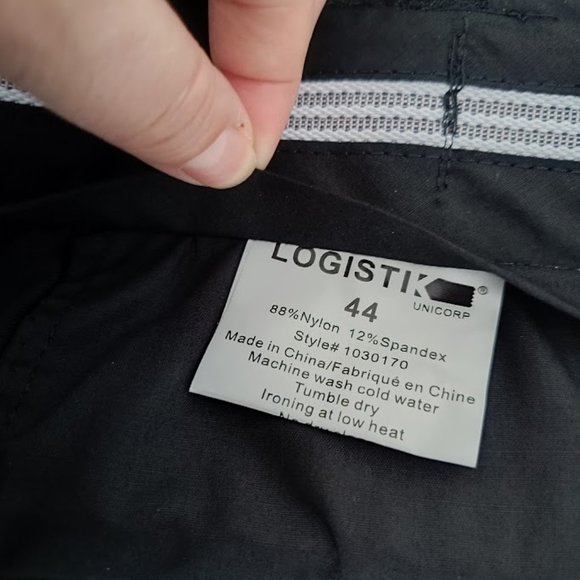 LOGISTIK®
UNICORP
44
88%Nylon 12%Spandex
Style# 1030170
Made in China/Fabriqué en Chine
Machine wash cold water
Tumble dry
Ironing at low heat
No